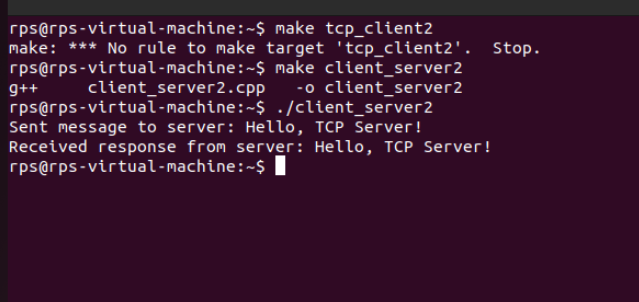 rps@rps-virtual-machine:~$ make tcp_client2
make: *** No rule to make target 'tcp_client2'.  Stop.
rps@rps-virtual-machine:~$ make client_server2
g++     client_server2.cpp   -o client_server2
rps@rps-virtual-machine:~$ ./client_server2
Sent message to server: Hello, TCP Server!
Received response from server: Hello, TCP Server!
rps@rps-virtual-machine:~$